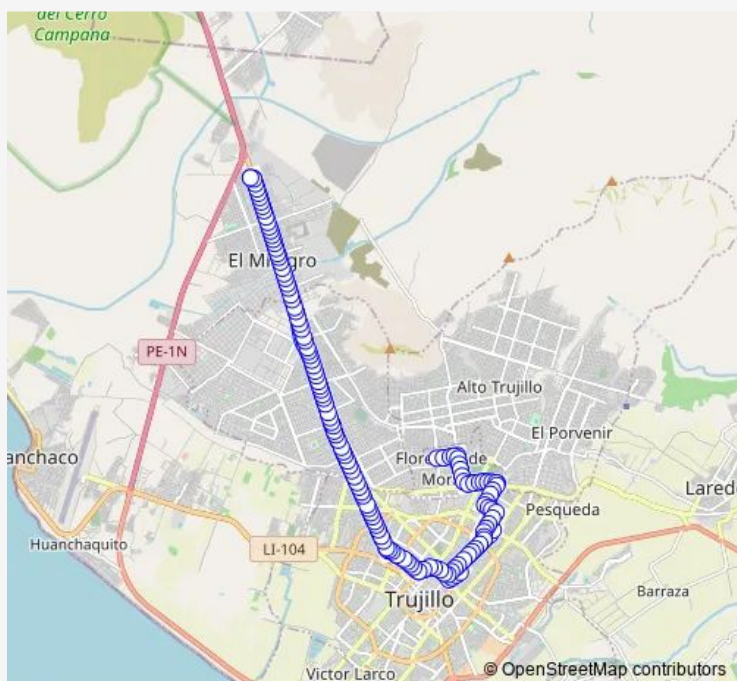 del Cerro
Campana
El Milagro
PE-1N
Alto Trujillo
El Porvenir
Laredo
Pesqueda
Huanchaquito
LI-104
Trujillo
Barraza
Victor Larco
© OpenStreetMap contributors